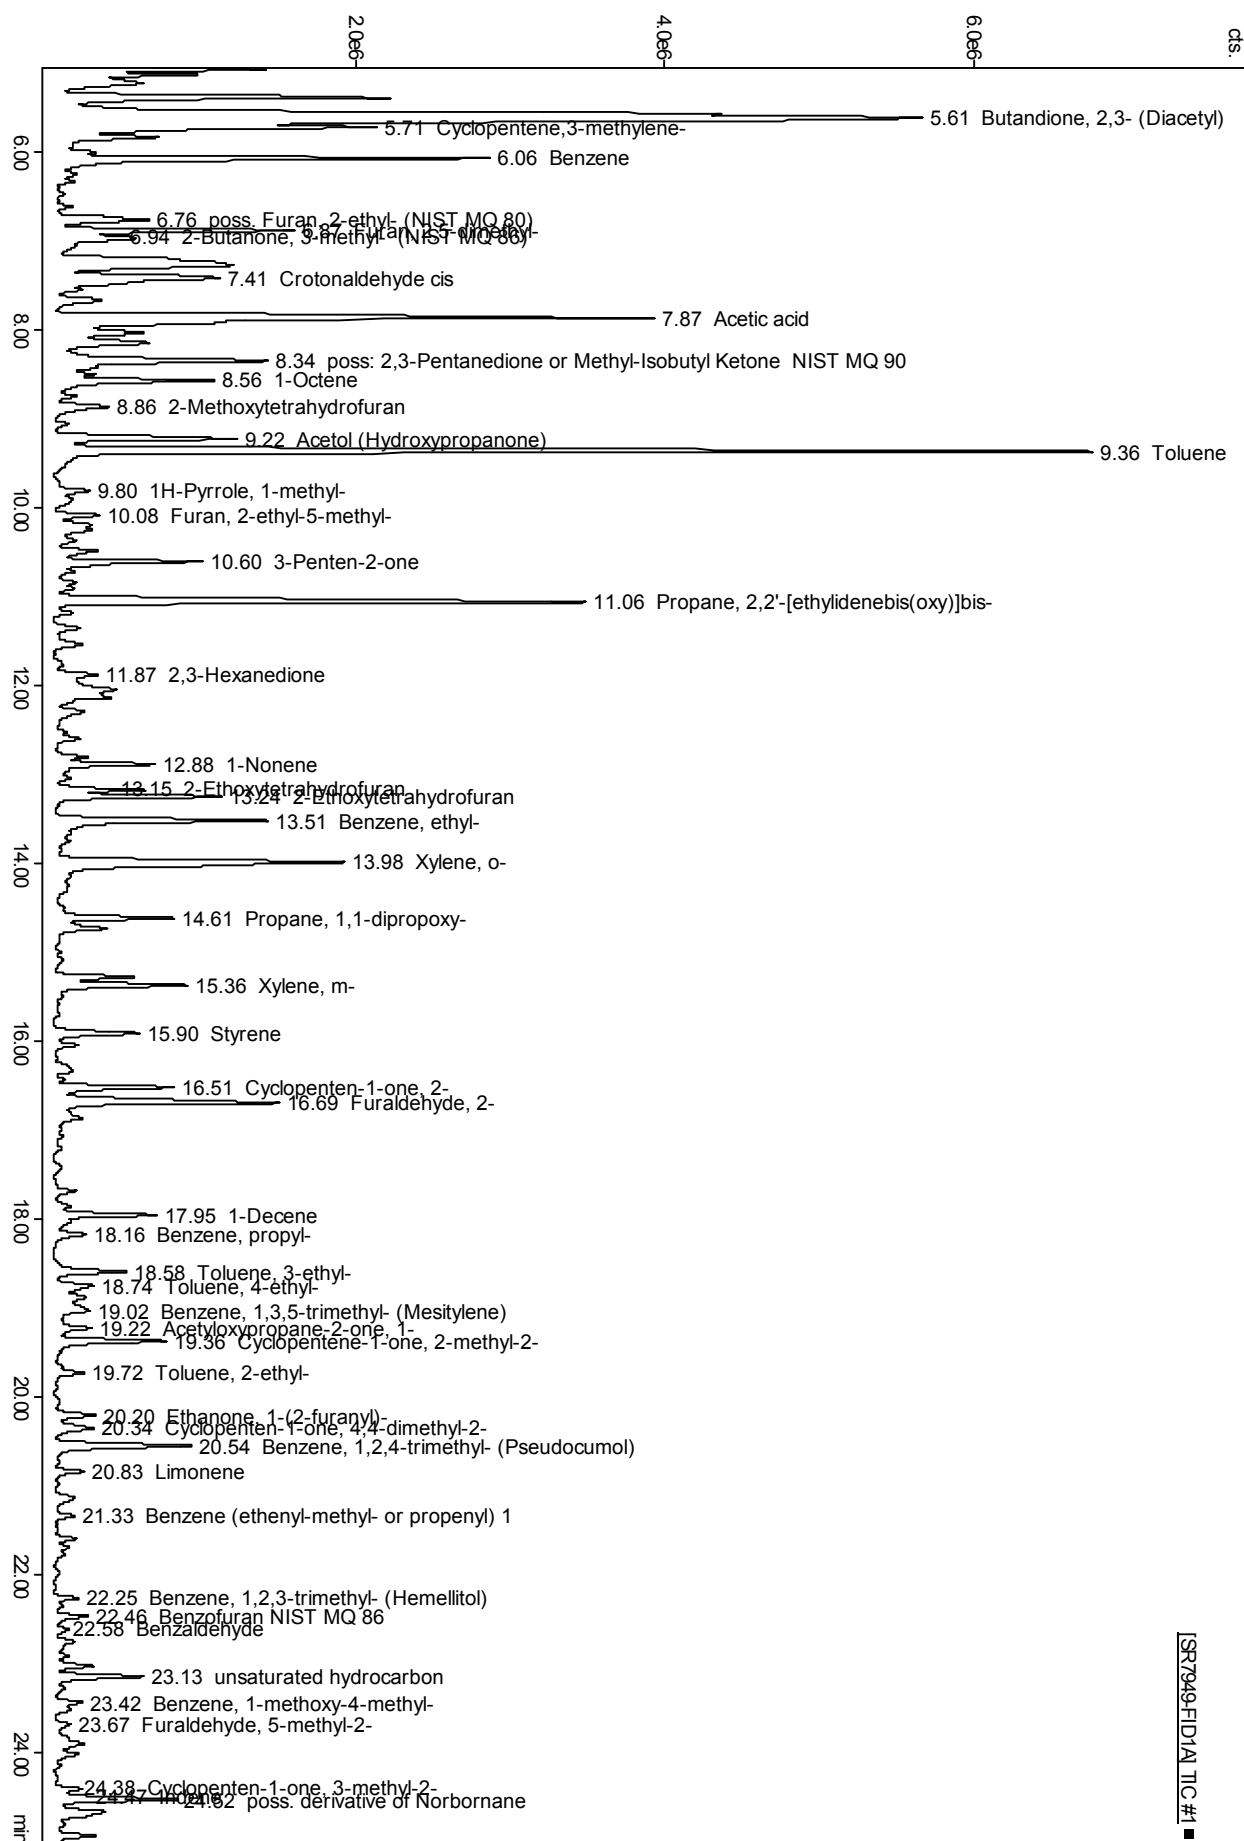 2.0e6
4.0e6
6.0e6
cts.
5.61 Butandione, 2,3- (Diacetyl)
5.71 Cyclopentene,3-methylene-
6.00
6.06 Benzene
6.76 poss. Furan, 2-ethyl- (NIST MQ 80)
6.87 Furan, 2,5-dimethyl-
6.94 2-Butanone, 3-methyl- (NIST MQ 86)
7.41 Crotonaldehyde cis
7.87 Acetic acid
8.00
8.34 poss: 2,3-Pentanedione or Methyl-Isobutyl Ketone NIST MQ 90
8.56 1-Octene
8.86 2-Methoxytetrahydrofuran
9.22 Acetol (Hydroxypropanone)
9.36 Toluene
9.80 1H-Pyrrole, 1-methyl-
10.00
10.08 Furan, 2-ethyl-5-methyl-
10.60 3-Penten-2-one
11.06 Propane, 2,2'-[ethylidenebis(oxy)]bis-
11.87 2,3-Hexanedione
12.00
12.88 1-Nonene
13.15 2-Ethoxytetrahydrofuran
13.24 2-Ethoxytetrahydrofuran
13.51 Benzene, ethyl-
13.98 Xylene, o-
14.00
14.61 Propane, 1,1-dipropoxy-
15.36 Xylene, m-
15.90 Styrene
16.00
16.51 Cyclopenten-1-one, 2-
16.69 Furaldehyde, 2-
17.95 1-Decene
18.00
18.16 Benzene, propyl-
18.58 Toluene, 3-ethyl-
18.74 Toluene, 4-ethyl-
19.02 Benzene, 1,3,5-trimethyl- (Mesitylene)
19.22 Acetyloxypropane-2-one, 1-
19.36 Cyclopentene-1-one, 2-methyl-2-
19.72 Toluene, 2-ethyl-
20.00
20.20 Ethanone, 1-(2-furanyl)-
20.34 Cyclopenten-1-one, 4,4-dimethyl-2-
20.54 Benzene, 1,2,4-trimethyl- (Pseudocumol)
20.83 Limonene
21.33 Benzene (ethenyl-methyl- or propenyl) 1
22.00
22.25 Benzene, 1,2,3-trimethyl- (Hemellitol)
22.46 Benzofuran NIST MQ 86
22.58 Benzaldehyde
23.13 unsaturated hydrocarbon
23.42 Benzene, 1-methoxy-4-methyl-
23.67 Furaldehyde, 5-methyl-2-
24.00
24.38 Cyclopenten-1-one, 3-methyl-2-
24.47 Indene
24.52 poss. derivative of Norbornane
min
[SR7949-FID1A] TIC #1